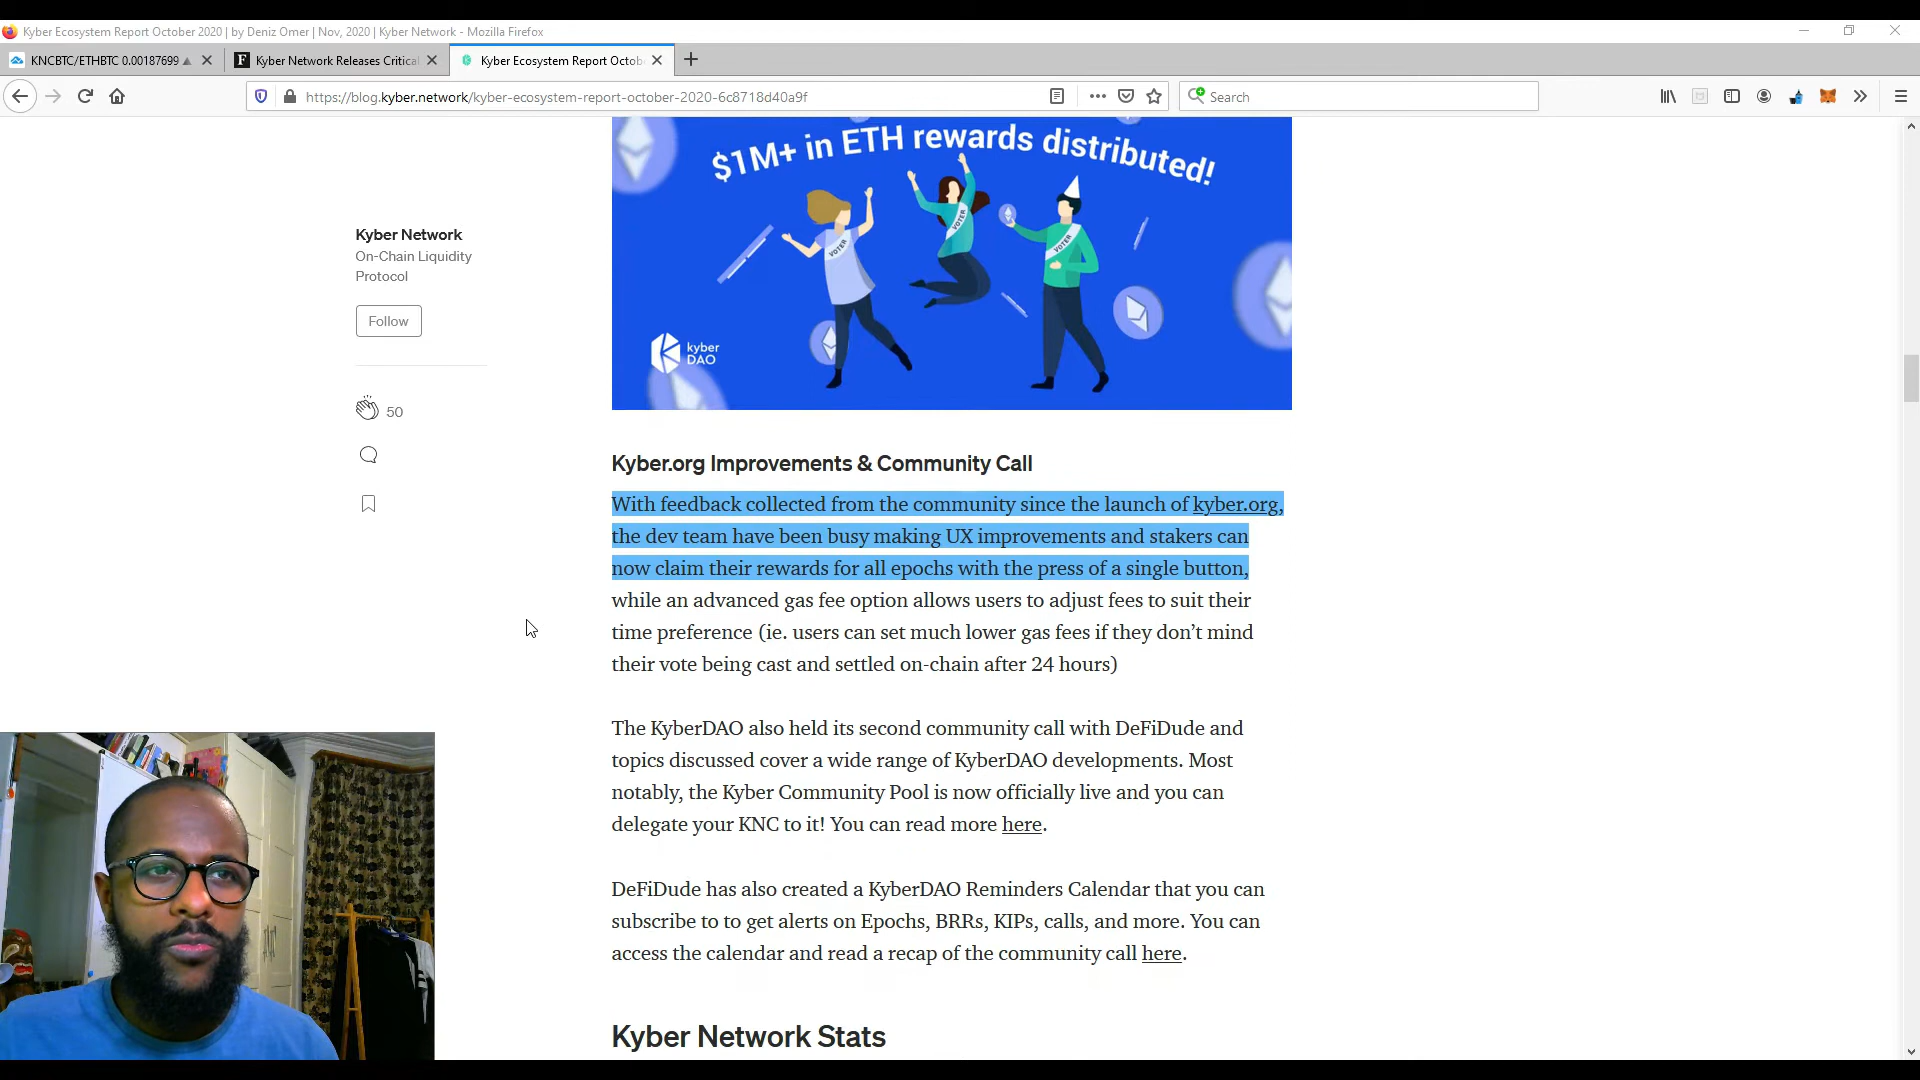 Kyber Ecosystem Report October 2020 | by Deniz Omer | Nov, 2020 | Kyber Network - Mozilla Firefox
KNCBTC/ETHBTC 0.00187699
Kyber Network Releases Critical
Kyber Ecosystem Report Octob
https://blog.kyber.network/kyber-ecosystem-report-october-2020-6c8718d40a9f
Search
$1M+ in ETH rewards distributed!
VOTER
VOTER
VOTER
kyber
DAO
Kyber Network
On-Chain Liquidity
Protocol
Follow
50
Kyber.org Improvements & Community Call
With feedback collected from the community since the launch of kyber.org,
the dev team have been busy making UX improvements and stakers can
now claim their rewards for all epochs with the press of a single button,
while an advanced gas fee option allows users to adjust fees to suit their
time preference (ie. users can set much lower gas fees if they don’t mind
their vote being cast and settled on-chain after 24 hours)
The KyberDAO also held its second community call with DeFiDude and
topics discussed cover a wide range of KyberDAO developments. Most
notably, the Kyber Community Pool is now officially live and you can
delegate your KNC to it! You can read more here.
DeFiDude has also created a KyberDAO Reminders Calendar that you can
subscribe to to get alerts on Epochs, BRRs, KIPs, calls, and more. You can
access the calendar and read a recap of the community call here.
Kyber Network Stats